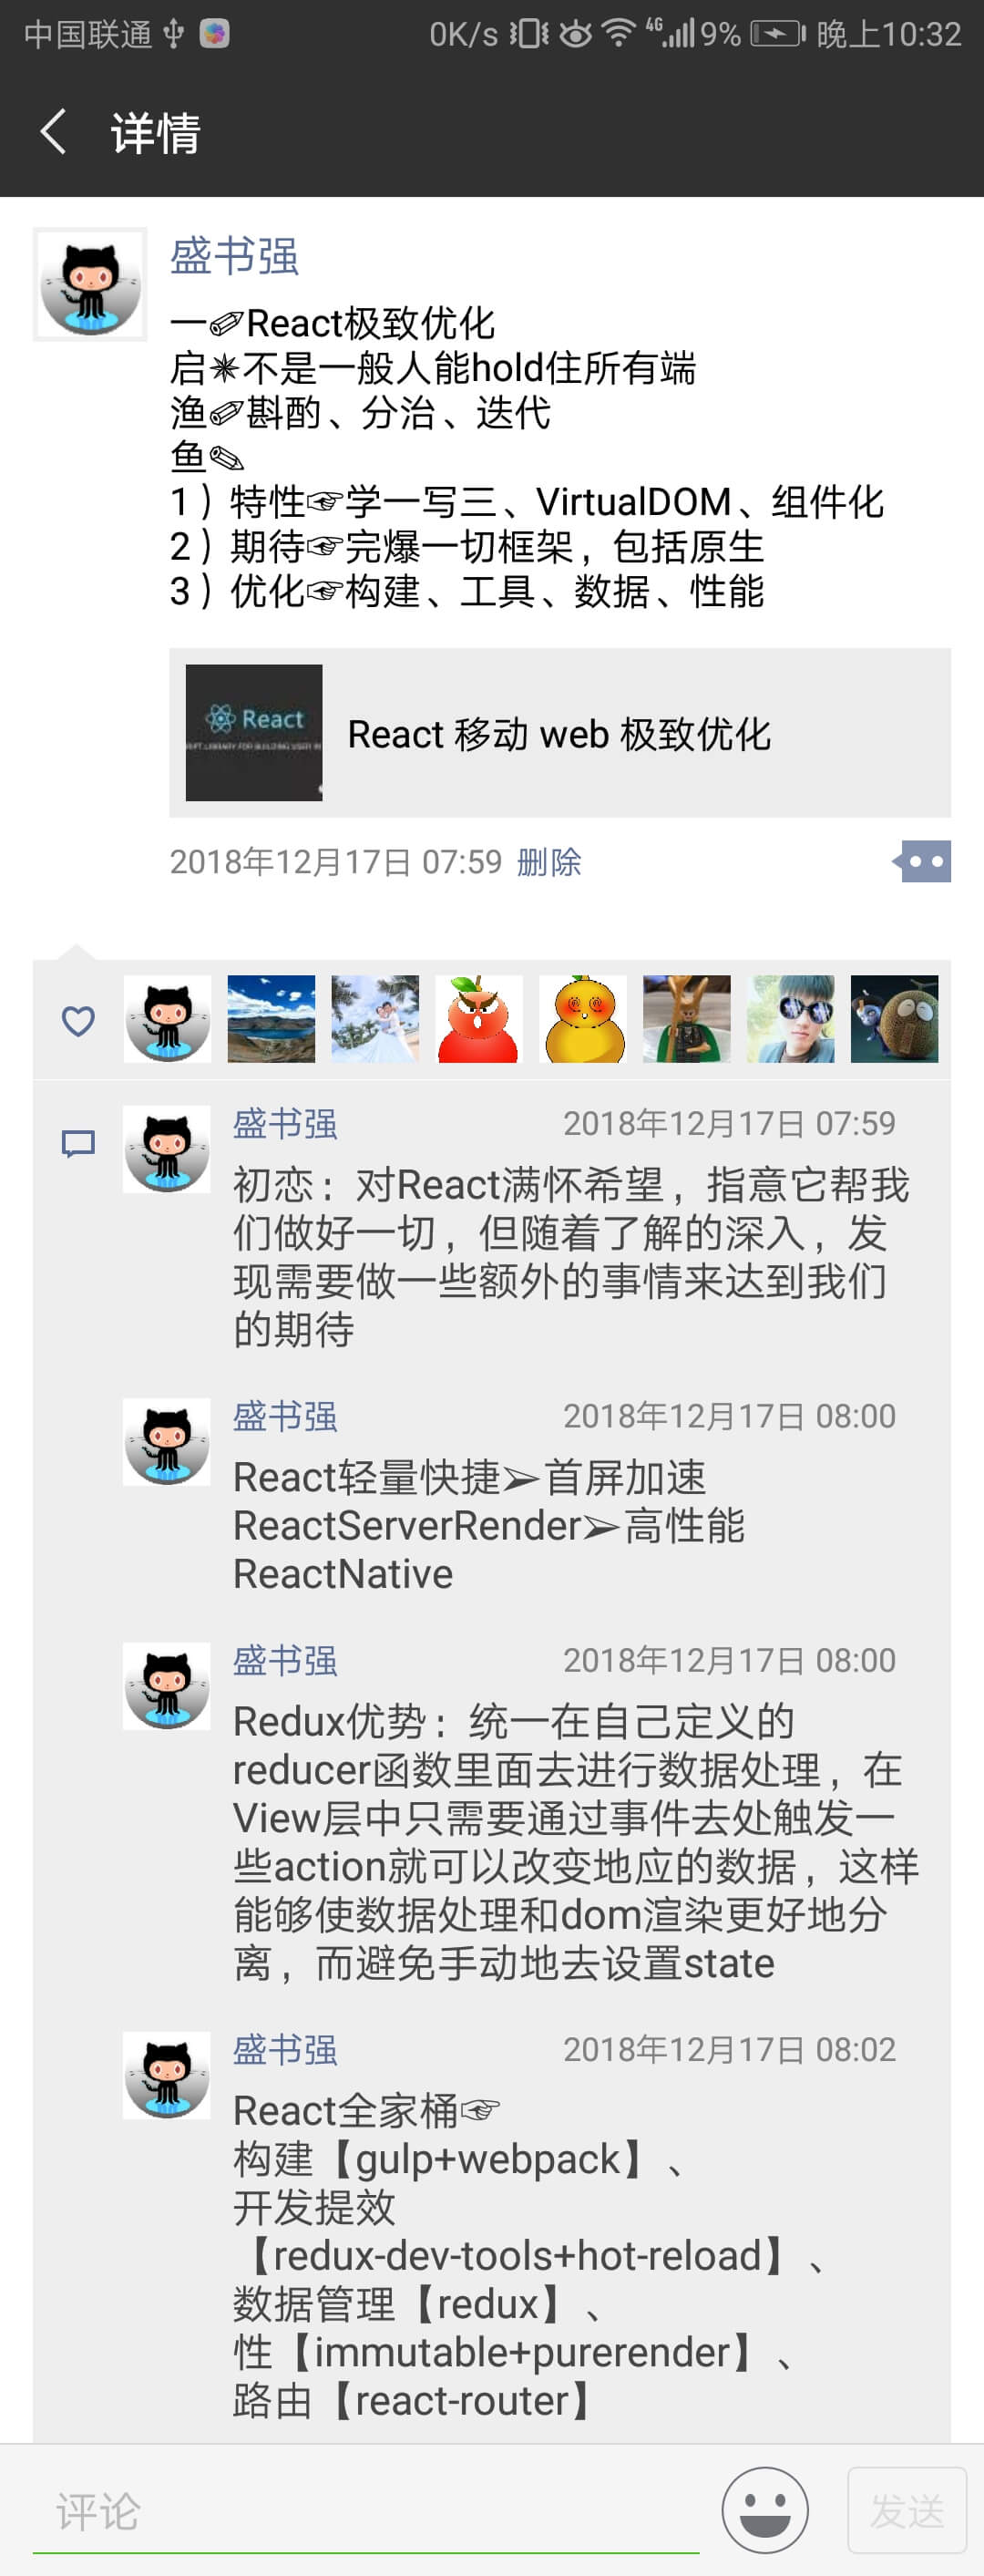 中国联通 0K/s 4G 9% 晚上10:32
详情
盛书强
一✐React极致优化
启✴不是一般人能hold住所有端
渔✐斟酌、分治、迭代
鱼✎
1）特性☞学一写三、VirtualDOM、组件化
2）期待☞完爆一切框架，包括原生
3）优化☞构建、工具、数据、性能
React
React 移动 web 极致优化
2018年12月17日 07:59 删除
盛书强 2018年12月17日 07:59
初恋：对React满怀希望，指意它帮我
们做好一切，但随着了解的深入，发
现需要做一些额外的事情来达到我们
的期待
盛书强 2018年12月17日 08:00
React轻量快捷➢首屏加速
ReactServerRender➢高性能
ReactNative
盛书强 2018年12月17日 08:00
Redux优势：统一在自己定义的
reducer函数里面去进行数据处理，在
View层中只需要通过事件去处触发一
些action就可以改变地应的数据，这样
能够使数据处理和dom渲染更好地分
离，而避免手动地去设置state
盛书强 2018年12月17日 08:02
React全家桶☞
构建【gulp+webpack】、
开发提效
【redux-dev-tools+hot-reload】、
数据管理【redux】、
性【immutable+purerender】、
路由【react-router】
评论 发送